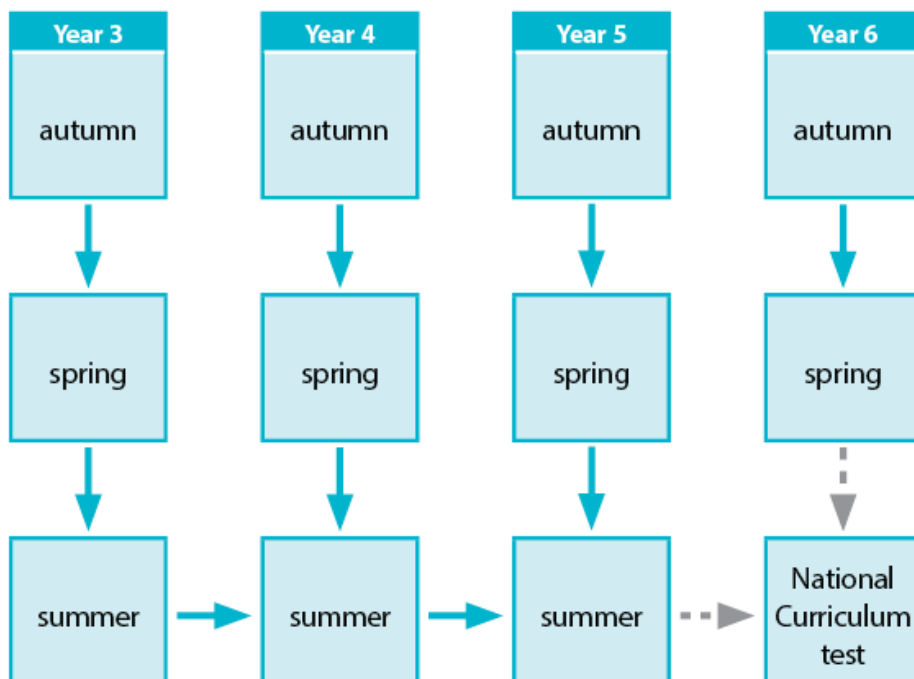 Year 3
Year 4
Year 5
Year 6
autumn
autumn
autumn
autumn
spring
spring
spring
spring
summer
summer
summer
National
Curriculum
test